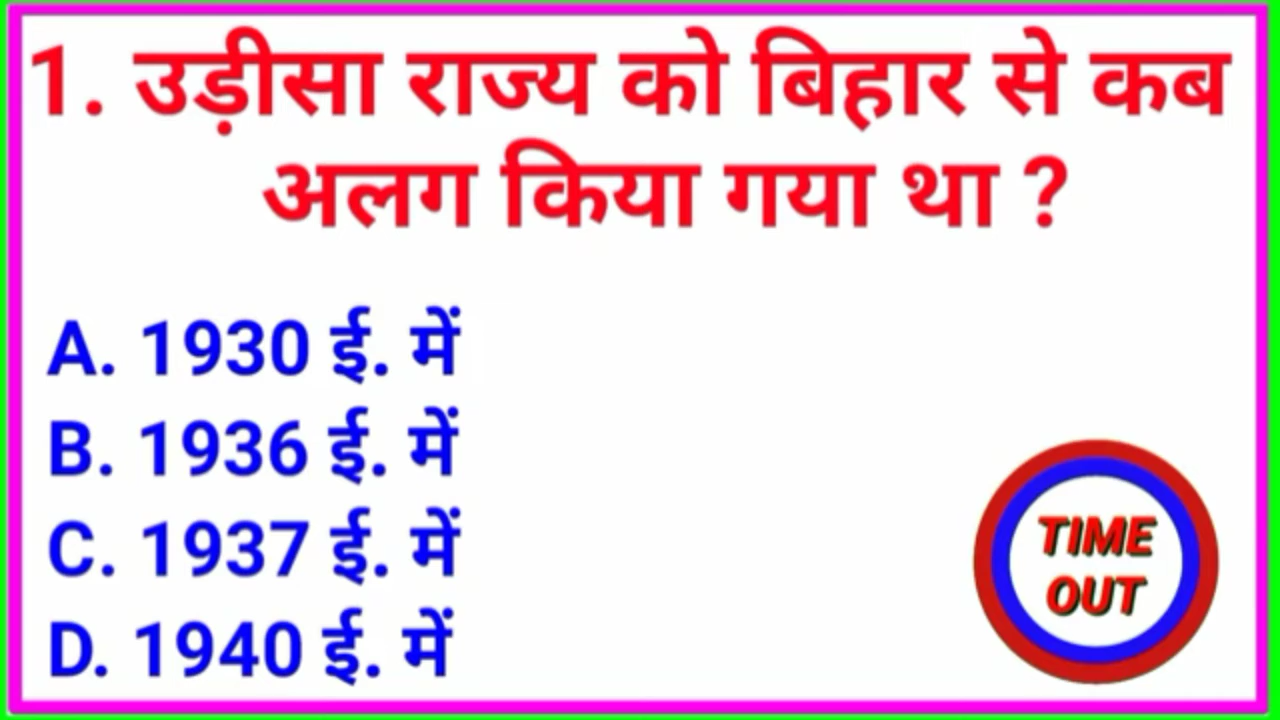 1. उड़ीसा राज्य को बिहार से कब
अलग किया गया था ?
A. 1930 ई. में
B. 1936 ई. में
C. 1937 ई. में
D. 1940 ई. में
TIME
OUT